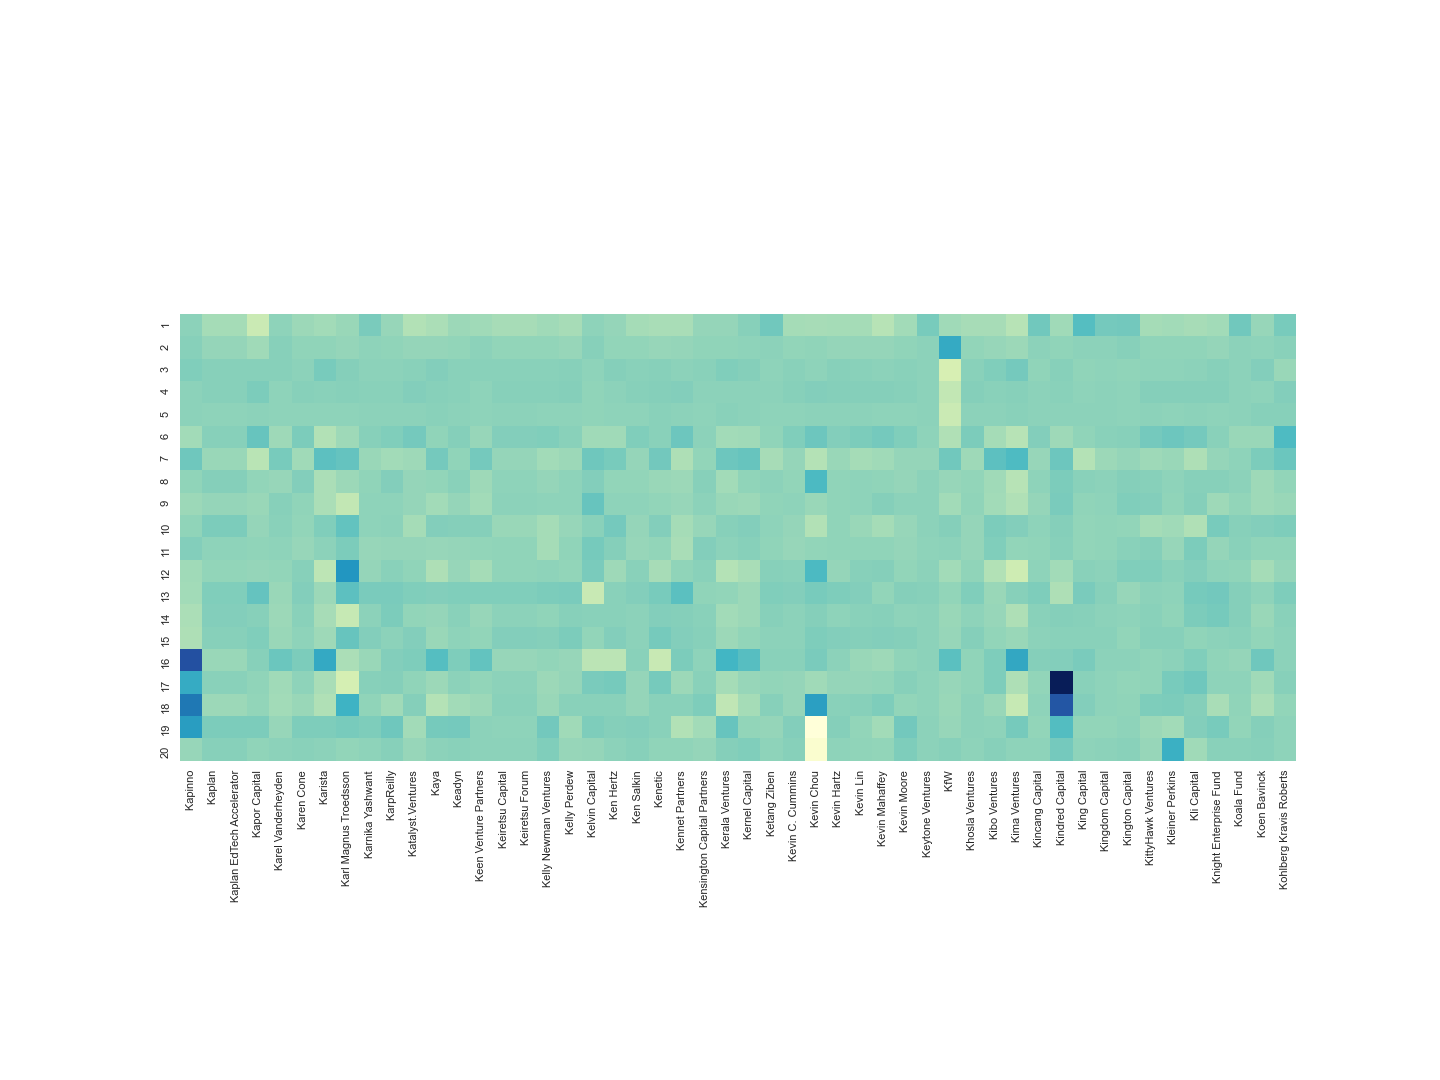 1
2
3
4
5
6
7
8
9
10
11
12
13
14
15
16
17
18
19
20
Kapinno
Kaplan
Kaplan EdTech Accelerator
Kapor Capital
Karel Vanderheyden
Karen Cone
Karista
Karl Magnus Troedsson
Karnika Yashwant
KarpReilly
Katalyst.Ventures
Kaya
Keadyn
Keen Venture Partners
Keiretsu Capital
Keiretsu Forum
Kelly Newman Ventures
Kelly Perdew
Kelvin Capital
Ken Hertz
Ken Salkin
Kenetic
Kennet Partners
Kensington Capital Partners
Kerala Ventures
Kernel Capital
Ketang Ziben
Kevin C. Cummins
Kevin Chou
Kevin Hartz
Kevin Lin
Kevin Mahaffey
Kevin Moore
Keytone Ventures
KfW
Khosla Ventures
Kibo Ventures
Kima Ventures
Kincang Capital
Kindred Capital
King Capital
Kingdom Capital
Kington Capital
KittyHawk Ventures
Kleiner Perkins
Kli Capital
Knight Enterprise Fund
Koala Fund
Koen Bavinck
Kohlberg Kravis Roberts